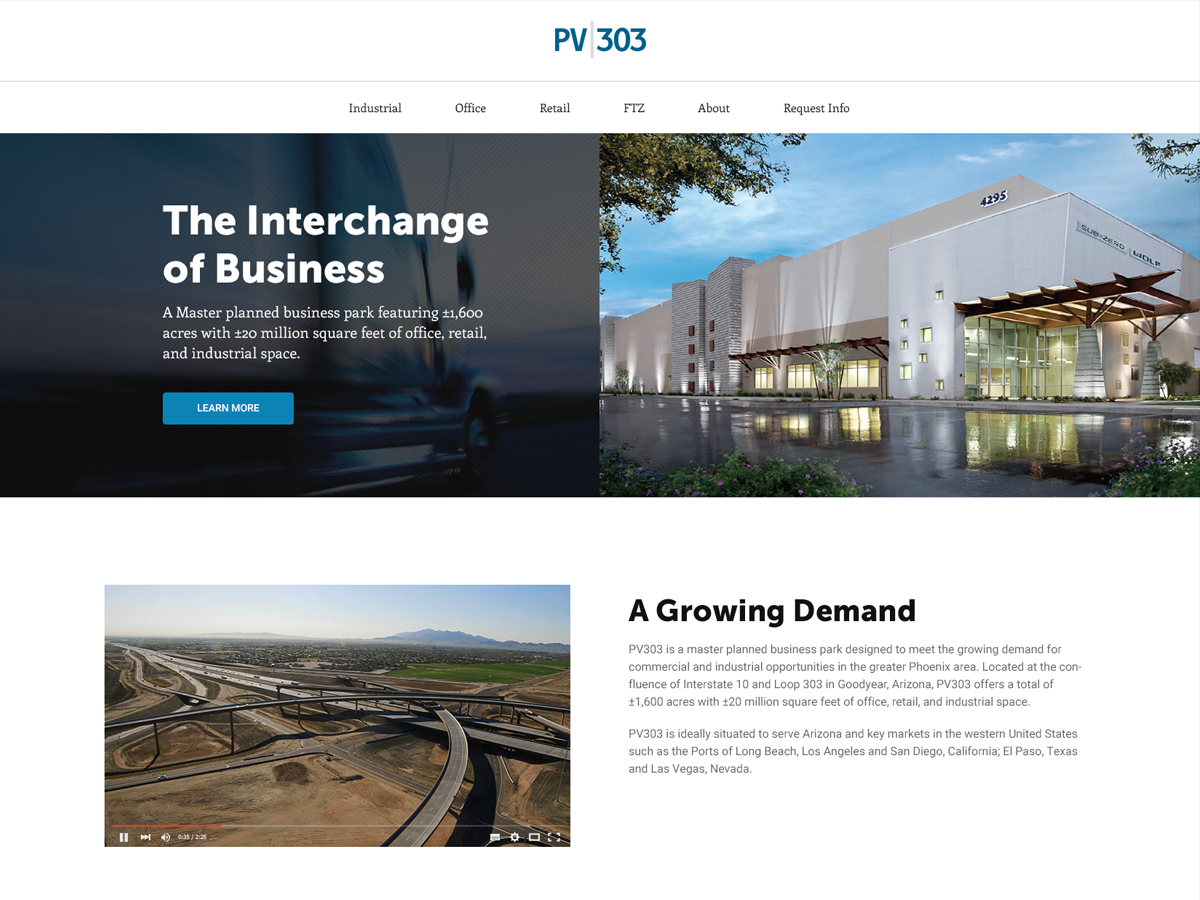 PV|303
Industrial Office Retail FTZ About Request Info
The Interchange
of Business
A Master planned business park featuring ±1,600
acres with ±20 million square feet of office, retail,
and industrial space.
LEARN MORE
4295
SUB-ZERO WOLF
A Growing Demand
PV303 is a master planned business park designed to meet the growing demand for
commercial and industrial opportunities in the greater Phoenix area. Located at the con-
fluence of Interstate 10 and Loop 303 in Goodyear, Arizona, PV303 offers a total of
±1,600 acres with ±20 million square feet of office, retail, and industrial space.
PV303 is ideally situated to serve Arizona and key markets in the western United States
such as the Ports of Long Beach, Los Angeles and San Diego, California; El Paso, Texas
and Las Vegas, Nevada.
0:35 / 2:25